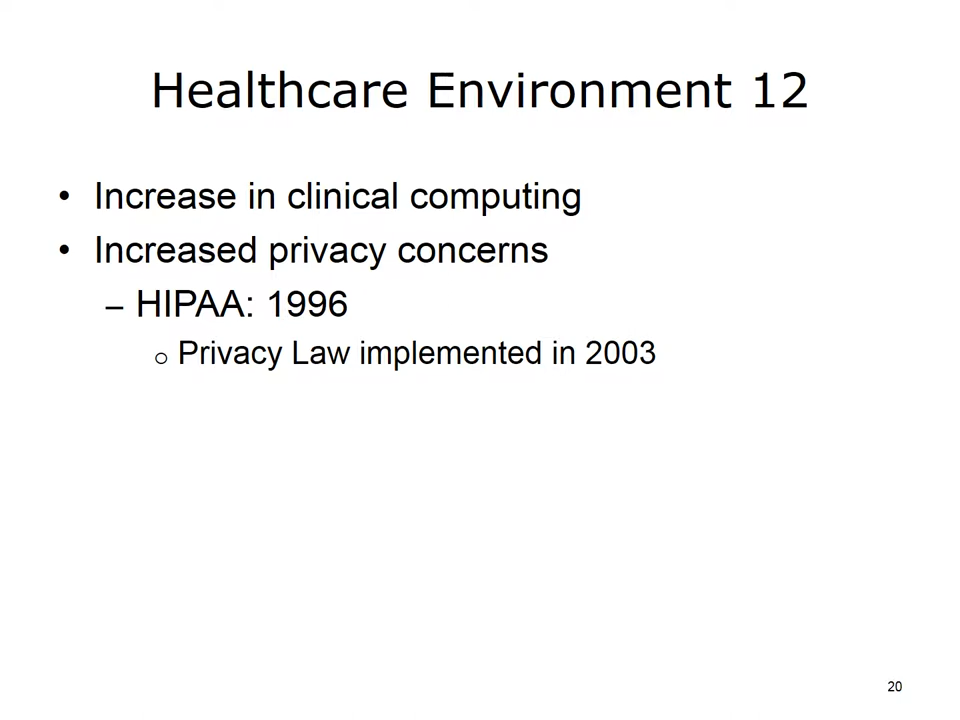 Healthcare Environment 12
• Increase in clinical computing
• Increased privacy concerns
– HIPAA: 1996
o Privacy Law implemented in 2003
20